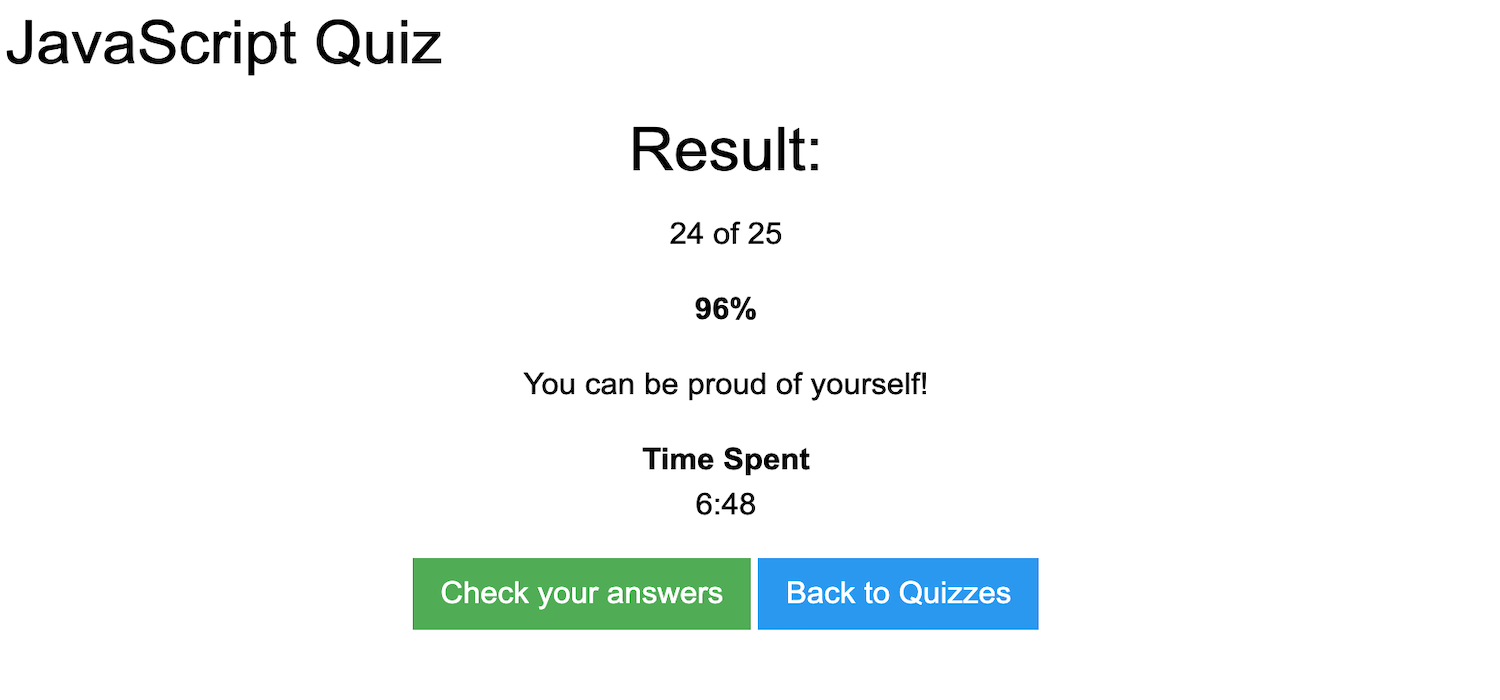 JavaScript Quiz
Result:
24 of 25
96%
You can be proud of yourself!
Time Spent
6:48
Check your answers
Back to Quizzes